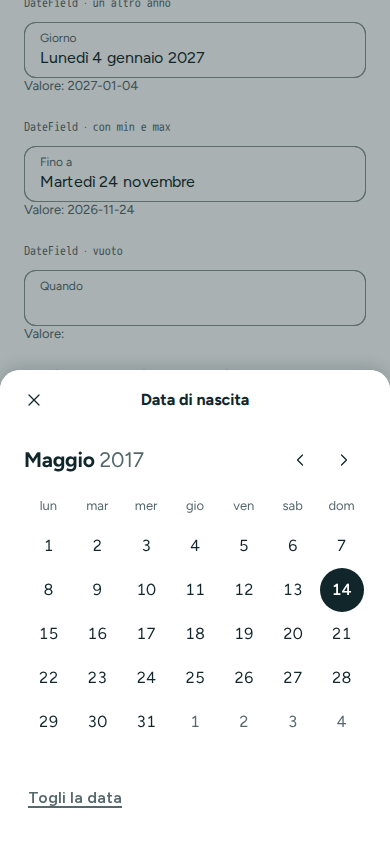 DateField · un altro anno
Giorno
Lunedì 4 gennaio 2027
Valore: 2027-01-04
DateField · con min e max
Fino a
Martedì 24 novembre
Valore: 2026-11-24
DateField · vuoto
Quando
Valore:
Data di nascita
Maggio 2017
lun mar mer gio ven sab dom
1 2 3 4 5 6 7
8 9 10 11 12 13 14
15 16 17 18 19 20 21
22 23 24 25 26 27 28
29 30 31 1 2 3 4
Togli la data